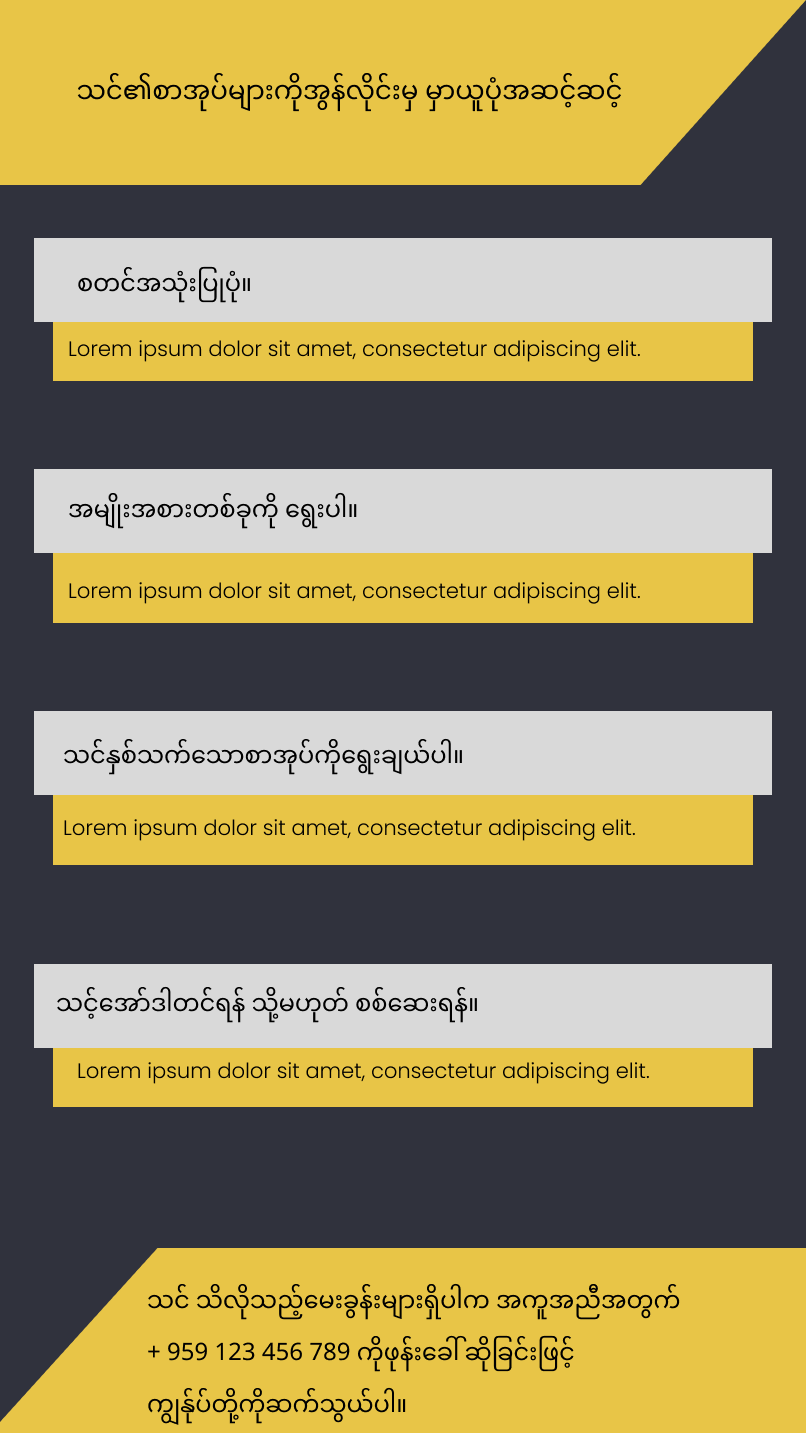 သင်၏စာအုပ်များကိုအွန်လိုင်းမှ မှာယူပုံအဆင့်ဆင့်
စတင်အသုံးပြုပုံ။
Lorem ipsum dolor sit amet, consectetur adipiscing elit.
အမျိုးအစားတစ်ခုကို ရွေးပါ။
Lorem ipsum dolor sit amet, consectetur adipiscing elit.
သင်နှစ်သက်သောစာအုပ်ကိုရွေးချယ်ပါ။
Lorem ipsum dolor sit amet, consectetur adipiscing elit.
သင့်အော်ဒါတင်ရန် သို့မဟုတ် စစ်ဆေးရန်။
Lorem ipsum dolor sit amet, consectetur adipiscing elit.
သင် သိလိုသည့်မေးခွန်းများရှိပါက အကူအညီအတွက်
+ 959 123 456 789 ကိုဖုန်းခေါ် ဆိုခြင်းဖြင့်
ကျွန်ုပ်တို့ကိုဆက်သွယ်ပါ။